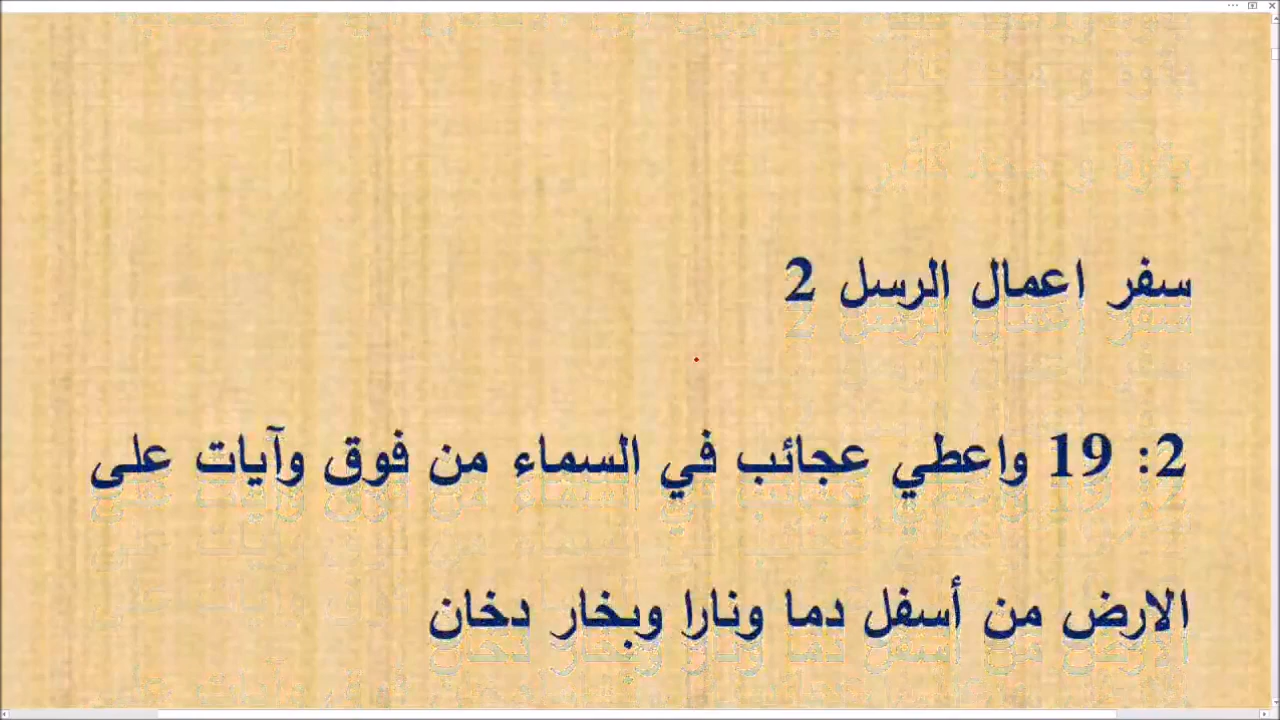 سفر اعمال الرسل 2
2: 19 واعطي عجائب في السماء من فوق وآيات على
الارض من أسفل دما ونارا وبخار دخان